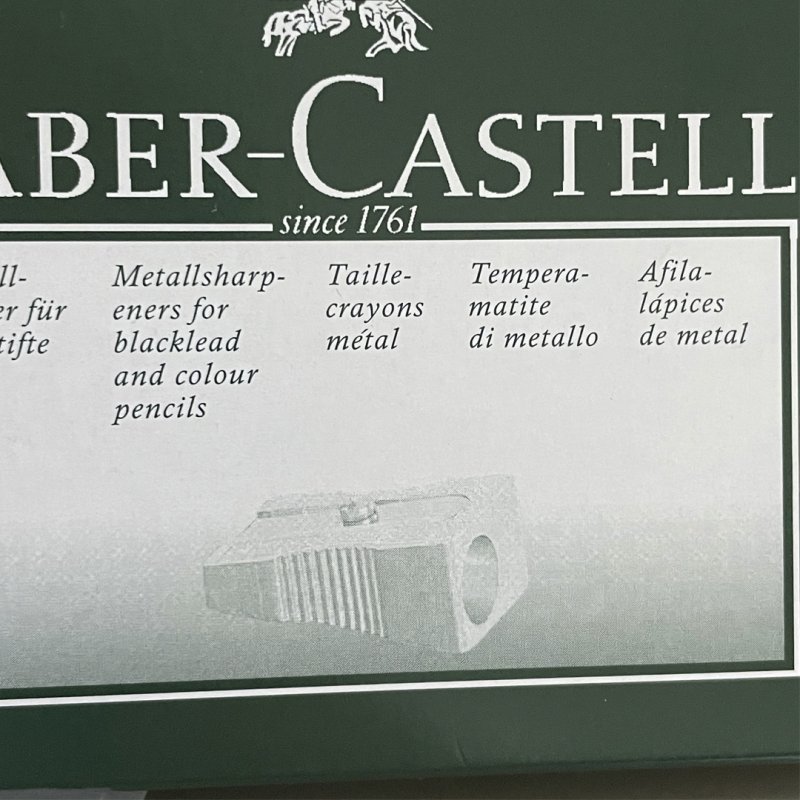 ABER-CASTELL
since 1761
ll-
er für
tifte
Metallsharp-
eners for
blacklead
and colour
pencils
Taille-
crayons
métal
Tempera-
matite
di metallo
Afila-
lápices
de metal